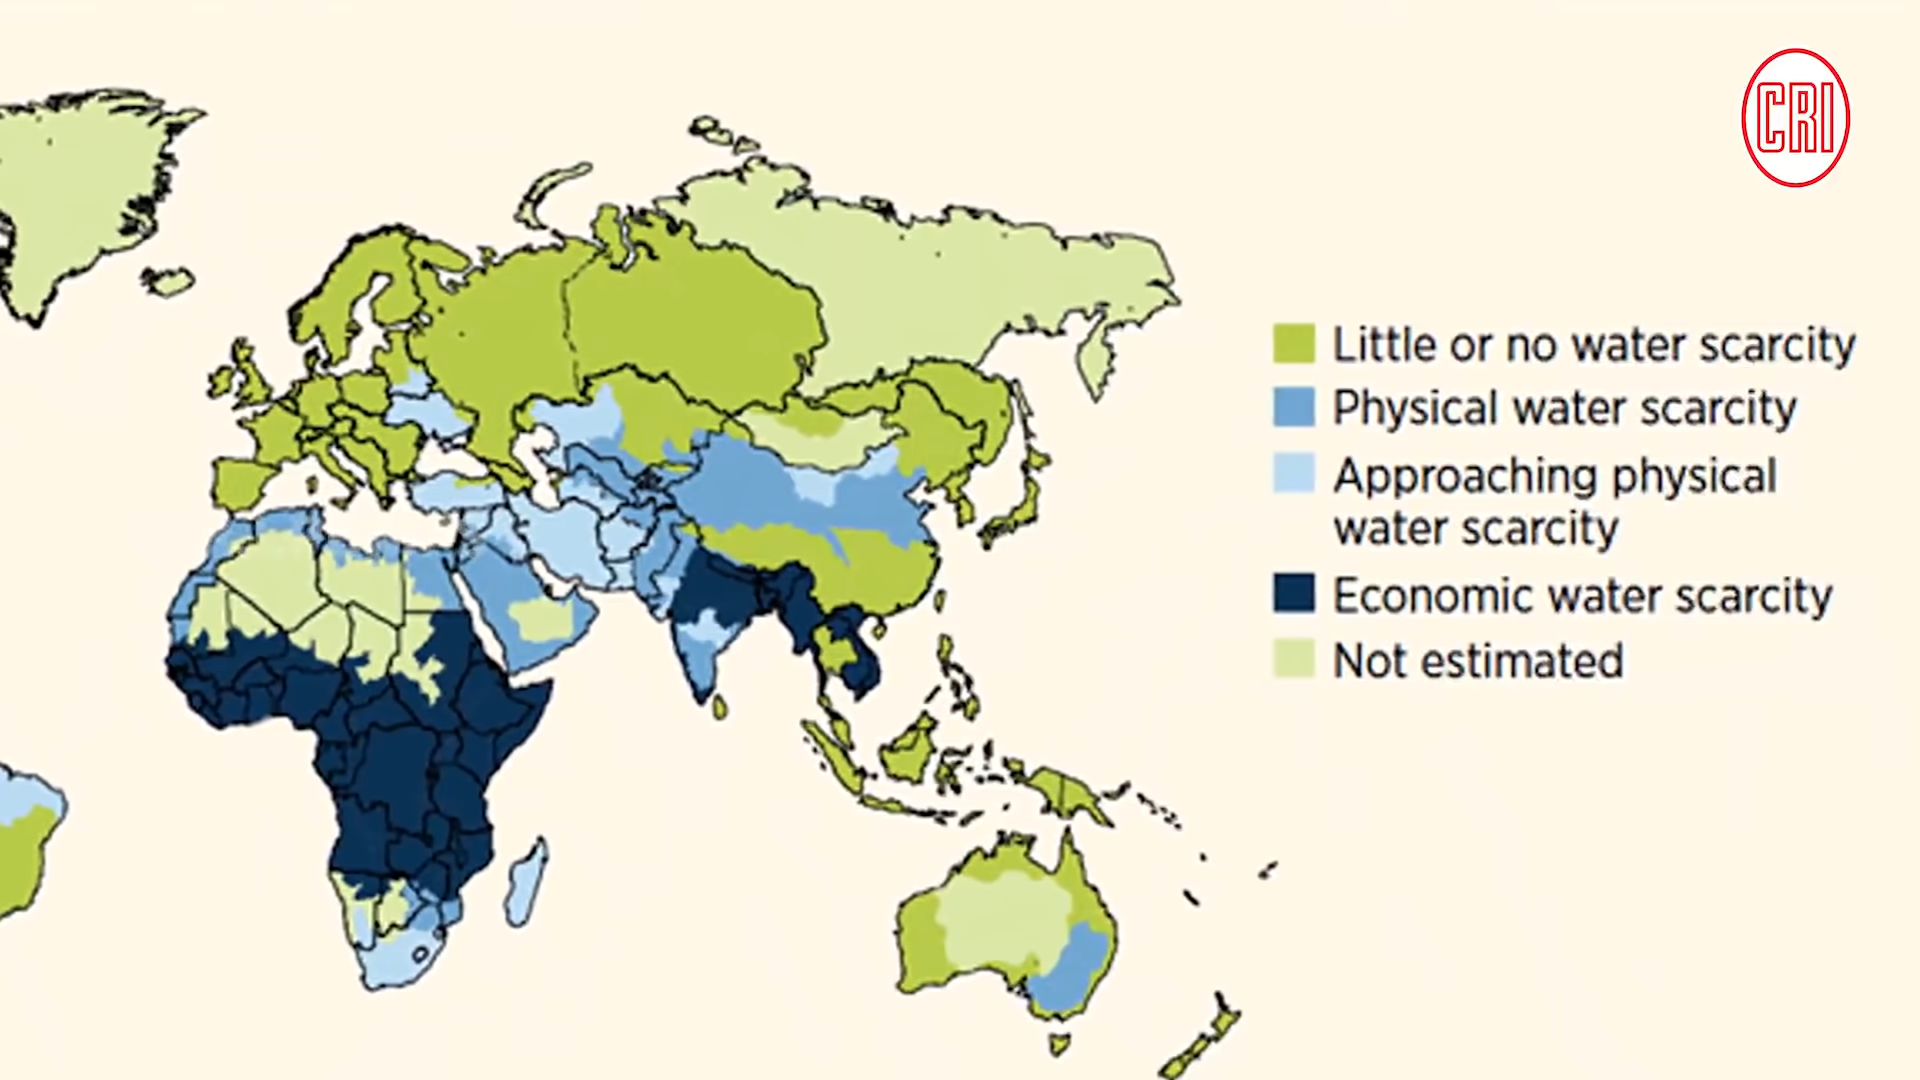 CRI
Little or no water scarcity
Physical water scarcity
Approaching physical
water scarcity
Economic water scarcity
Not estimated